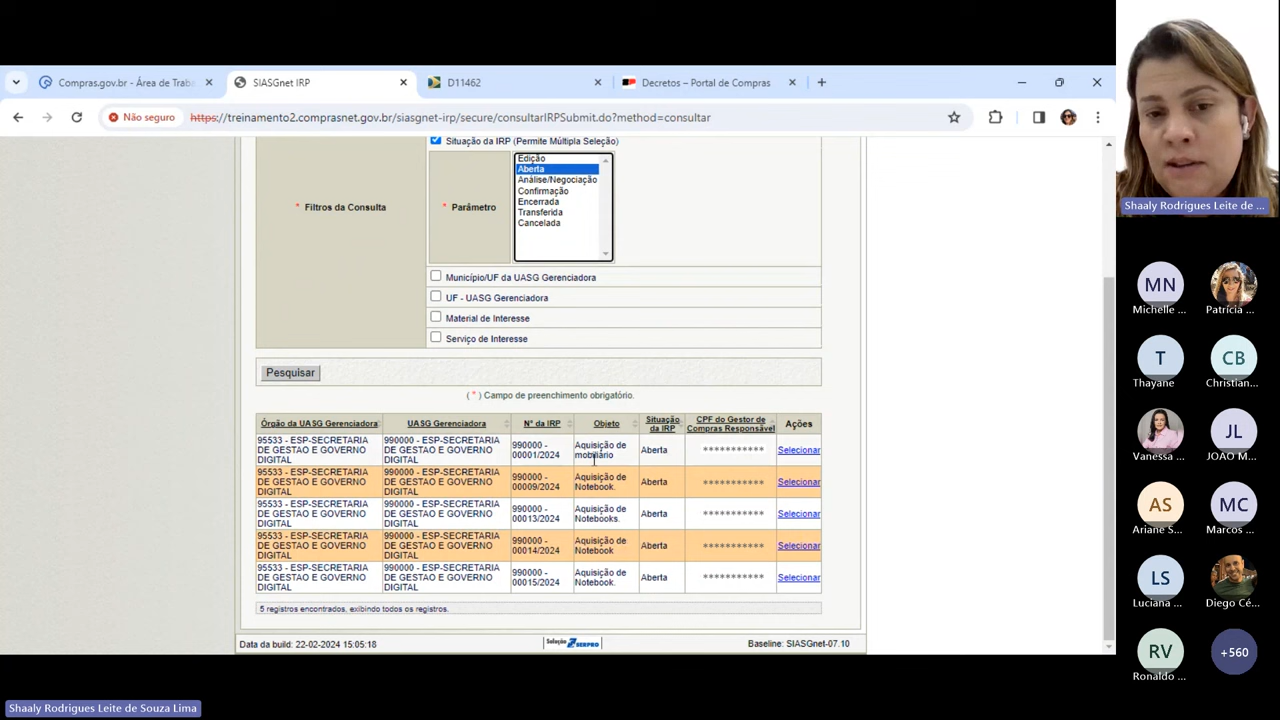 Compras.gov.br - Área de Trab
SIASGnet IRP
D11462
Decretos – Portal de Compras
Não seguro
https://treinamento2.comprasnet.gov.br/siasgnet-irp/secure/consultarIRPSubmit.do?method=consultar
Situação da IRP (Permite Múltipla Seleção)
* Filtros da Consulta
* Parâmetro
Edição
Aberta
Análise/Negociação
Confirmação
Encerrada
Transferida
Cancelada
Município/UF da UASG Gerenciadora
UF - UASG Gerenciadora
Material de Interesse
Serviço de Interesse
Pesquisar
( * ) Campo de preenchimento obrigatório.
Órgão da UASG Gerenciadora UASG Gerenciadora Nº da IRP Objeto Situação da IRP CPF do Gestor de Compras Responsável Ações
95533 - ESP-SECRETARIA DE GESTAO E GOVERNO DIGITAL 990000 - ESP-SECRETARIA DE GESTAO E GOVERNO DIGITAL 990000 - 00001/2024 Aquisição de mobiliário Aberta *********** Selecionar
95533 - ESP-SECRETARIA DE GESTAO E GOVERNO DIGITAL 990000 - ESP-SECRETARIA DE GESTAO E GOVERNO DIGITAL 990000 - 00009/2024 Aquisição de Notebook. Aberta *********** Selecionar
95533 - ESP-SECRETARIA DE GESTAO E GOVERNO DIGITAL 990000 - ESP-SECRETARIA DE GESTAO E GOVERNO DIGITAL 990000 - 00013/2024 Aquisição de Notebooks. Aberta *********** Selecionar
95533 - ESP-SECRETARIA DE GESTAO E GOVERNO DIGITAL 990000 - ESP-SECRETARIA DE GESTAO E GOVERNO DIGITAL 990000 - 00014/2024 Aquisição de Notebook Aberta *********** Selecionar
95533 - ESP-SECRETARIA DE GESTAO E GOVERNO DIGITAL 990000 - ESP-SECRETARIA DE GESTAO E GOVERNO DIGITAL 990000 - 00015/2024 Aquisição de Notebook. Aberta *********** Selecionar
5 registros encontrados, exibindo todos os registros.
Data da build: 22-02-2024 15:05:18
Solução SERPRO
Baseline: SIASGnet-07.10
Shaaly Rodrigues Leite de ...
MN
Michelle ...
Patrícia ...
T
Thayane
CB
Christian...
Vanessa ...
JL
JOAO M...
AS
Ariane S...
MC
Marcos ...
LS
Luciana ...
Diego Cé...
RV
Ronaldo ...
+560
Shaaly Rodrigues Leite de Souza Lima